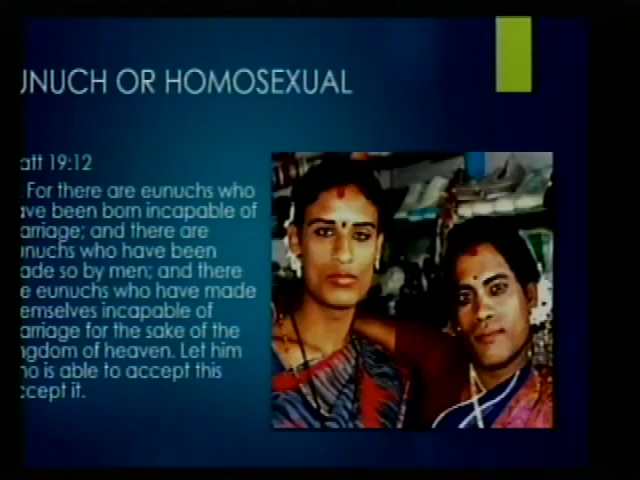 UNUCH OR HOMOSEXUAL
att 19:12
For there are eunuchs who
ave been born incapable of
arriage; and there are
unuchs who have been
ade so by men; and there
e eunuchs who have made
emselves incapable of
arriage for the sake of the
ngdom of heaven. Let him
ho is able to accept this
ccept it.